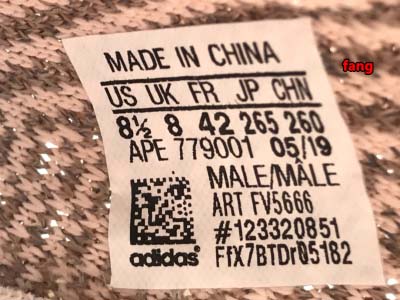 MADE IN CHINA
fang
US UK FR JP CHN
8½ 8 42 265 260
APE 779001 05/19
MALE/MÂLE
ART FV5666
#123320851
adidas FfX7BTDr05182